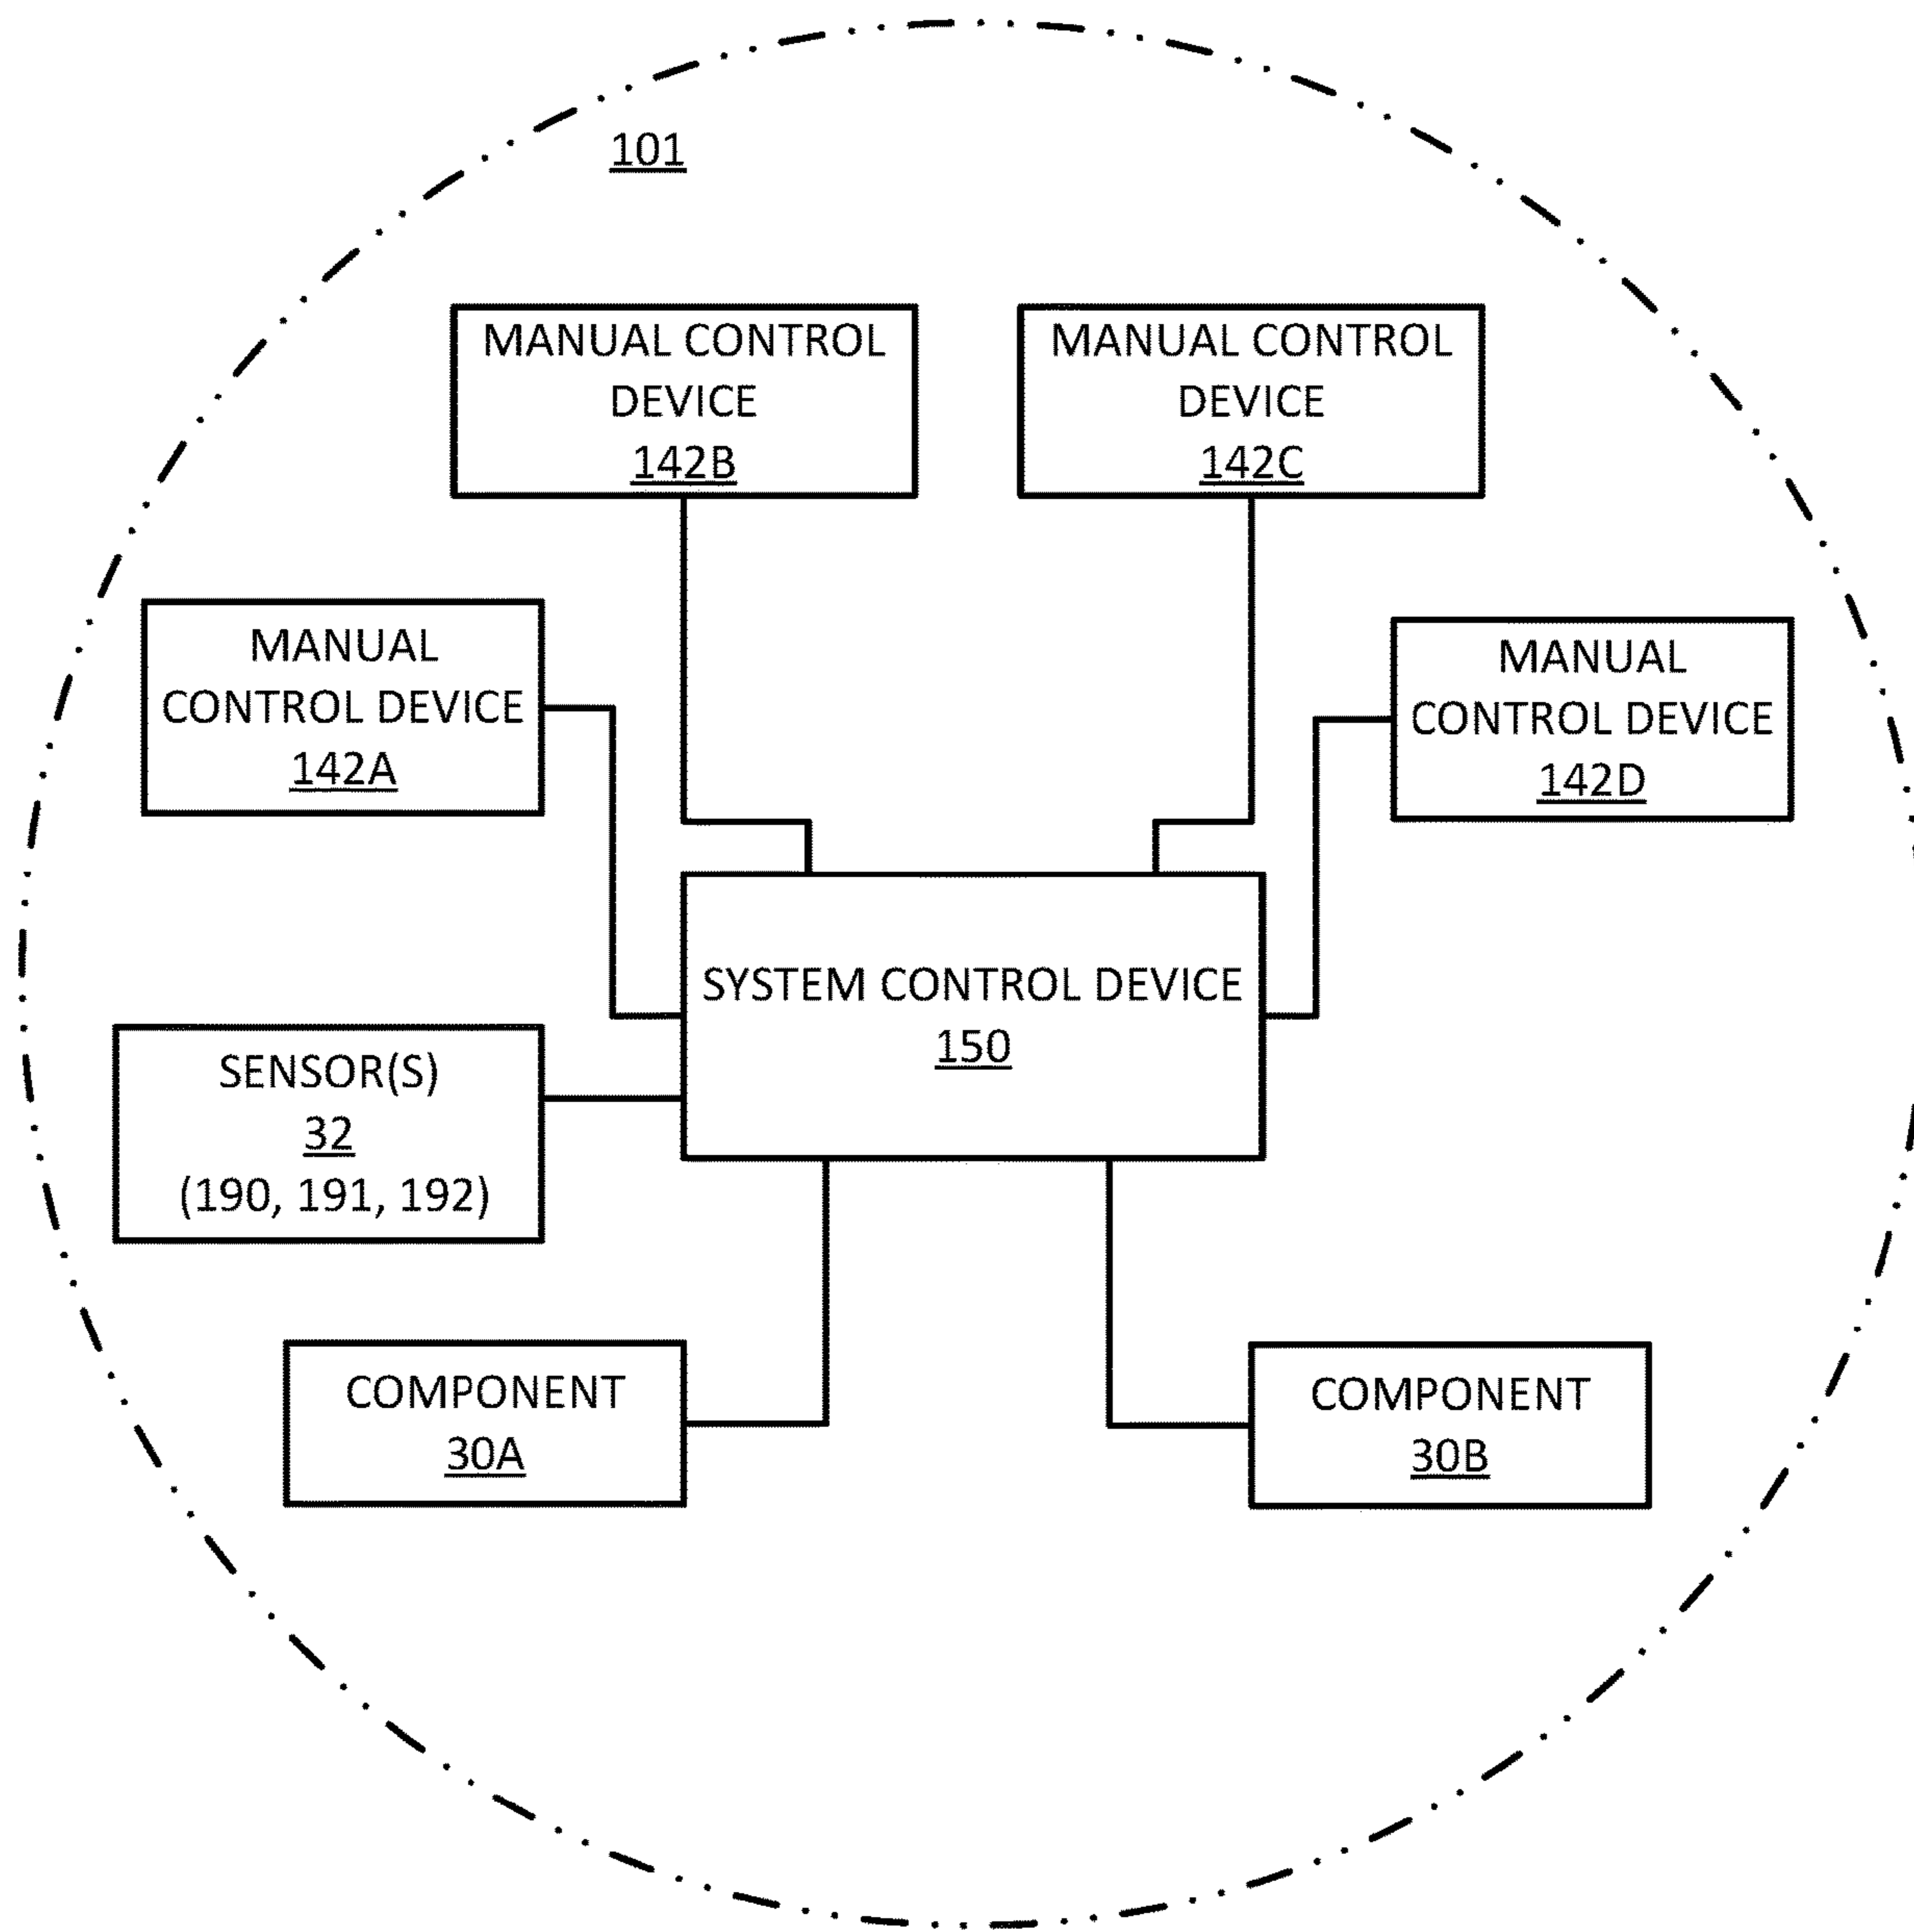 101
MANUAL CONTROL
DEVICE
142B
MANUAL CONTROL
DEVICE
142C
MANUAL
CONTROL DEVICE
142A
MANUAL
CONTROL DEVICE
142D
SYSTEM CONTROL DEVICE
150
SENSOR(S)
32
(190, 191, 192)
COMPONENT
30A
COMPONENT
30B